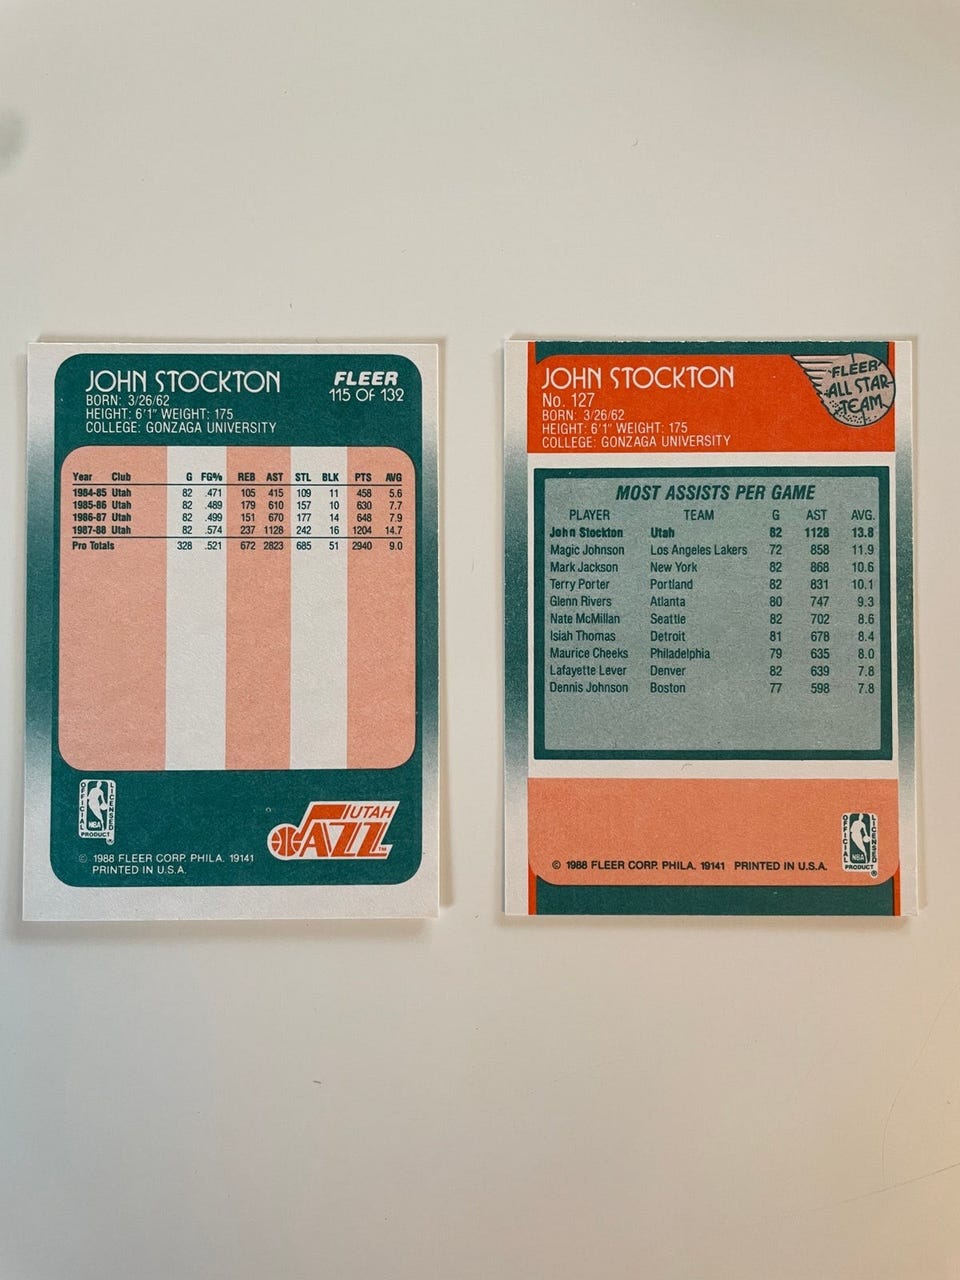 JOHN STOCKTON
BORN: 3/26/62
HEIGHT: 6'1" WEIGHT: 175
COLLEGE: GONZAGA UNIVERSITY
FLEER
115 OF 132
Year Club G FG% REB AST STL BLK PTS AVG
1984-85 Utah 82 .471 105 415 109 11 458 5.6
1985-86 Utah 82 .489 179 610 157 10 630 7.7
1986-87 Utah 82 .499 151 670 177 14 648 7.9
1987-88 Utah 82 .574 237 1128 242 16 1204 14.7
Pro Totals 328 .521 672 2823 685 51 2940 9.0
OFFICIAL LICENSED
NBA
PRODUCT
®
UTAH
JAZZ
TM
© 1988 FLEER CORP. PHILA. 19141
PRINTED IN U.S.A.
JOHN STOCKTON
No. 127
BORN: 3/26/62
HEIGHT: 6'1" WEIGHT: 175
COLLEGE: GONZAGA UNIVERSITY
FLEER
ALL STAR
TEAM
MOST ASSISTS PER GAME
PLAYER TEAM G AST AVG.
John Stockton Utah 82 1128 13.8
Magic Johnson Los Angeles Lakers 72 858 11.9
Mark Jackson New York 82 868 10.6
Terry Porter Portland 82 831 10.1
Glenn Rivers Atlanta 80 747 9.3
Nate McMillan Seattle 82 702 8.6
Isiah Thomas Detroit 81 678 8.4
Maurice Cheeks Philadelphia 79 635 8.0
Lafayette Lever Denver 82 639 7.8
Dennis Johnson Boston 77 598 7.8
© 1988 FLEER CORP. PHILA. 19141 PRINTED IN U.S.A.
OFFICIAL LICENSED
NBA
PRODUCT
®